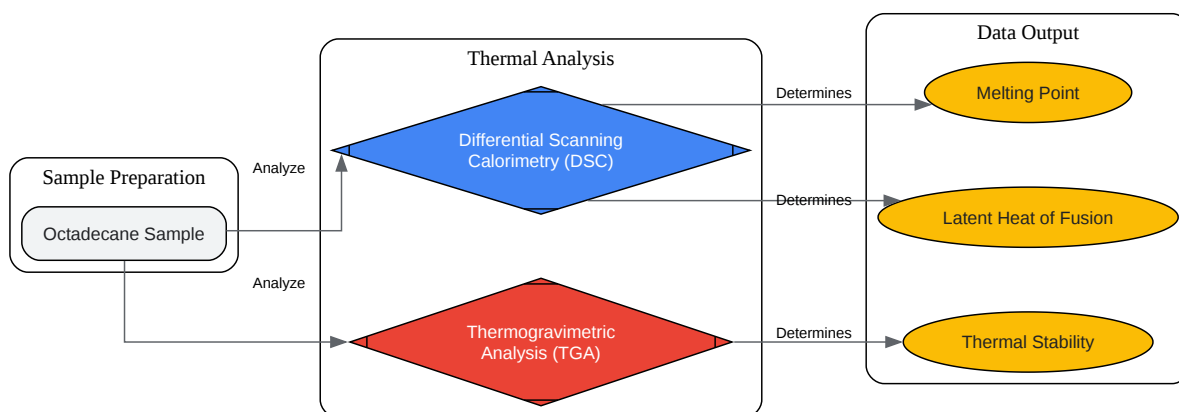 Sample Preparation
Octadecane Sample
Analyze
Analyze
Thermal Analysis
Differential Scanning
Calorimetry (DSC)
Thermogravimetric
Analysis (TGA)
Determines
Determines
Determines
Data Output
Melting Point
Latent Heat of Fusion
Thermal Stability